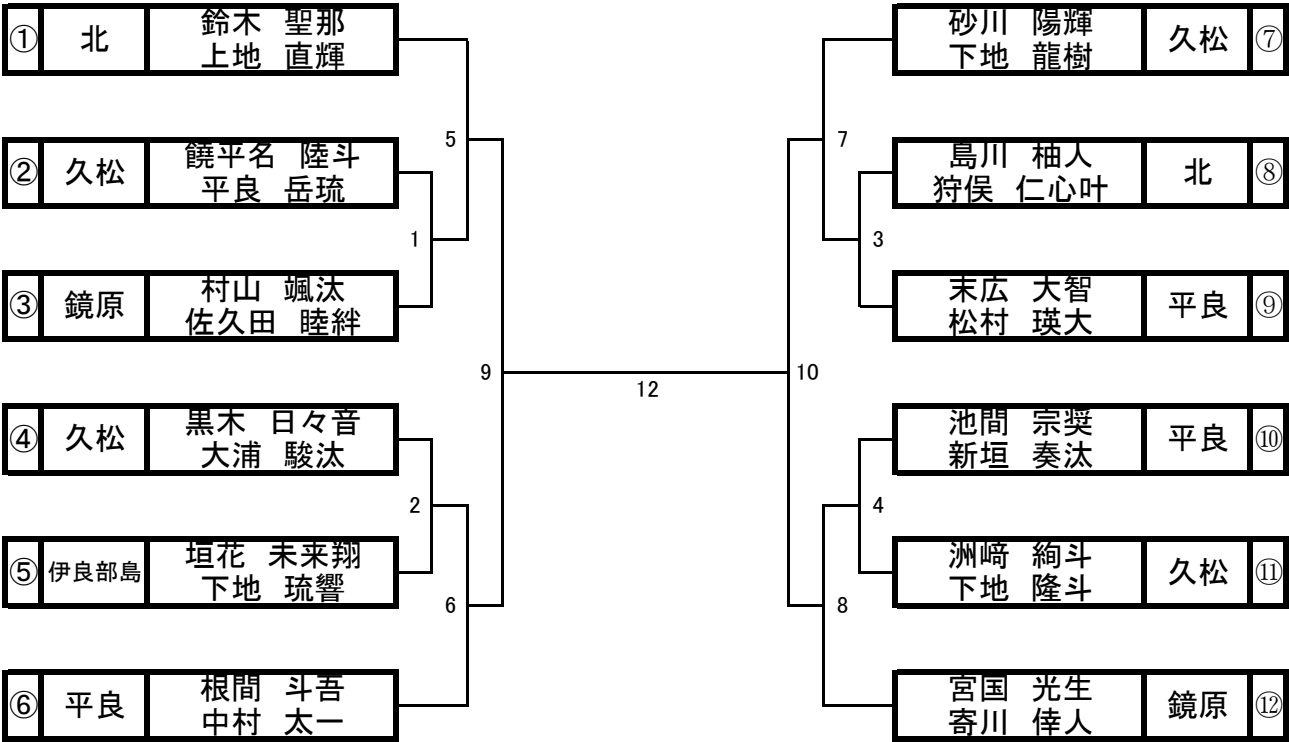 ① 北 鈴木 聖那
上地 直輝
② 久松 饒平名 陸斗
平良 岳琉
③ 鏡原 村山 颯汰
佐久田 睦絆
④ 久松 黒木 日々音
大浦 駿汰
⑤ 伊良部島 垣花 未来翔
下地 琉響
⑥ 平良 根間 斗吾
中村 太一
5
1
9
2
6
12
7
3
10
4
8
砂川 陽輝 久松 ⑦
下地 龍樹
島川 柚人 北 ⑧
狩俣 仁心叶
末広 大智 平良 ⑨
松村 瑛大
池間 宗奨 平良 ⑩
新垣 奏汰
洲﨑 絢斗 久松 ⑪
下地 隆斗
宮国 光生 鏡原 ⑫
寄川 倖人